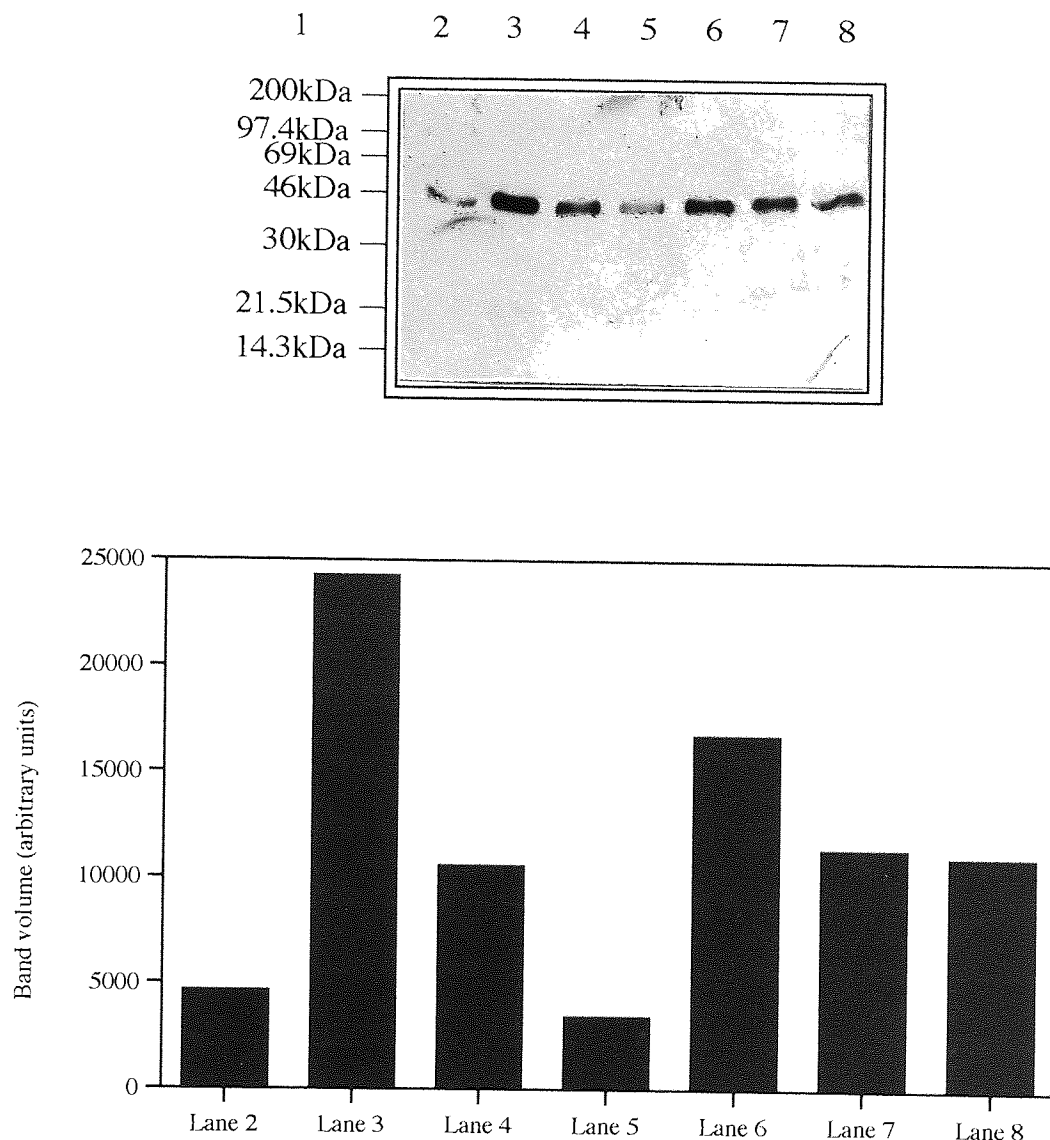 1 2 3 4 5 6 7 8
200kDa
97.4kDa
69kDa
46kDa
30kDa
21.5kDa
14.3kDa
25000
20000
15000
10000
5000
0
Band volume (arbitrary units)
Lane 2 Lane 3 Lane 4 Lane 5 Lane 6 Lane 7 Lane 8